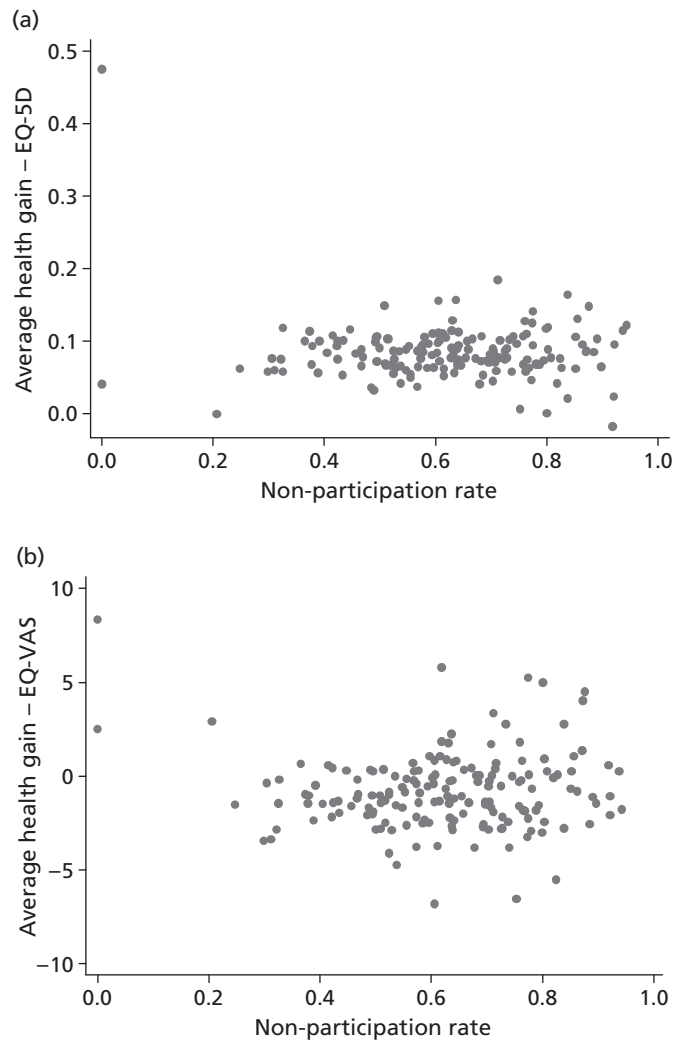 (a)
Average health gain – EQ-5D
0.5
0.4
0.3
0.2
0.1
0.0
0.0 0.2 0.4 0.6 0.8 1.0
Non-participation rate
(b)
Average health gain – EQ-VAS
10
5
0
−5
−10
0.0 0.2 0.4 0.6 0.8 1.0
Non-participation rate